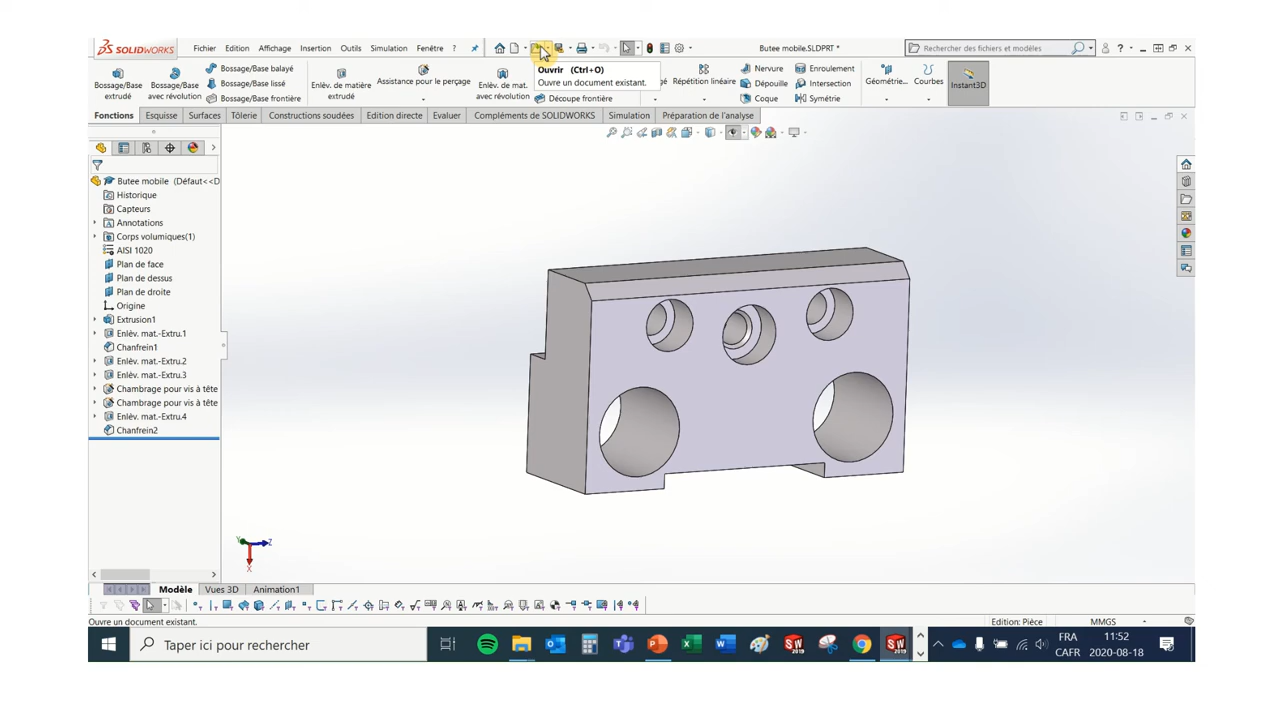 SOLIDWORKS Fichier Edition Affichage Insertion Outils Simulation Fenêtre ? Butee mobile.SLDPRT * Rechercher des fichiers et modèles ?
Ouvrir (Ctrl+O)
Ouvre un document existant.
Bossage/Base extrudé
Bossage/Base avec révolution
Bossage/Base balayé
Bossage/Base lissé
Bossage/Base frontière
Enlèv. de matière extrudé
Assistance pour le perçage
Enlèv. de mat. avec révolution
Découpe frontière
Répétition linéaire
Nervure
Dépouille
Coque
Enroulement
Intersection
Symétrie
Géométrie...
Courbes
Instant3D
Fonctions Esquisse Surfaces Tôlerie Constructions soudées Edition directe Evaluer Compléments de SOLIDWORKS Simulation Préparation de l'analyse
Butee mobile (Défaut<<D
Historique
Capteurs
Annotations
Corps volumiques(1)
AISI 1020
Plan de face
Plan de dessus
Plan de droite
Origine
Extrusion1
Enlèv. mat.-Extru.1
Chanfrein1
Enlèv. mat.-Extru.2
Enlèv. mat.-Extru.3
Chambrage pour vis à tête
Chambrage pour vis à tête
Enlèv. mat.-Extru.4
Chanfrein2
Y Z
X
Modèle Vues 3D Animation1
Ouvre un document existant. Edition: Pièce MMGS
Taper ici pour rechercher
FRA
CAFR
11:52
2020-08-18